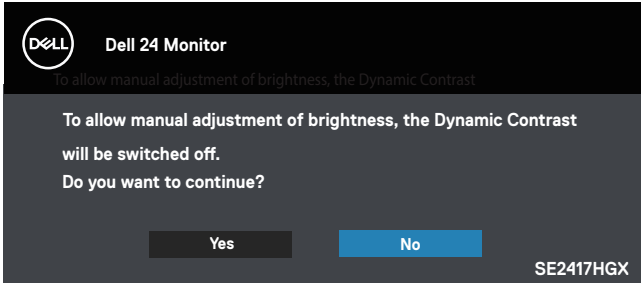 DELL
Dell 24 Monitor
To allow manual adjustment of brightness, the Dynamic Contrast
To allow manual adjustment of brightness, the Dynamic Contrast
will be switched off.
Do you want to continue?
Yes No
SE2417HGX